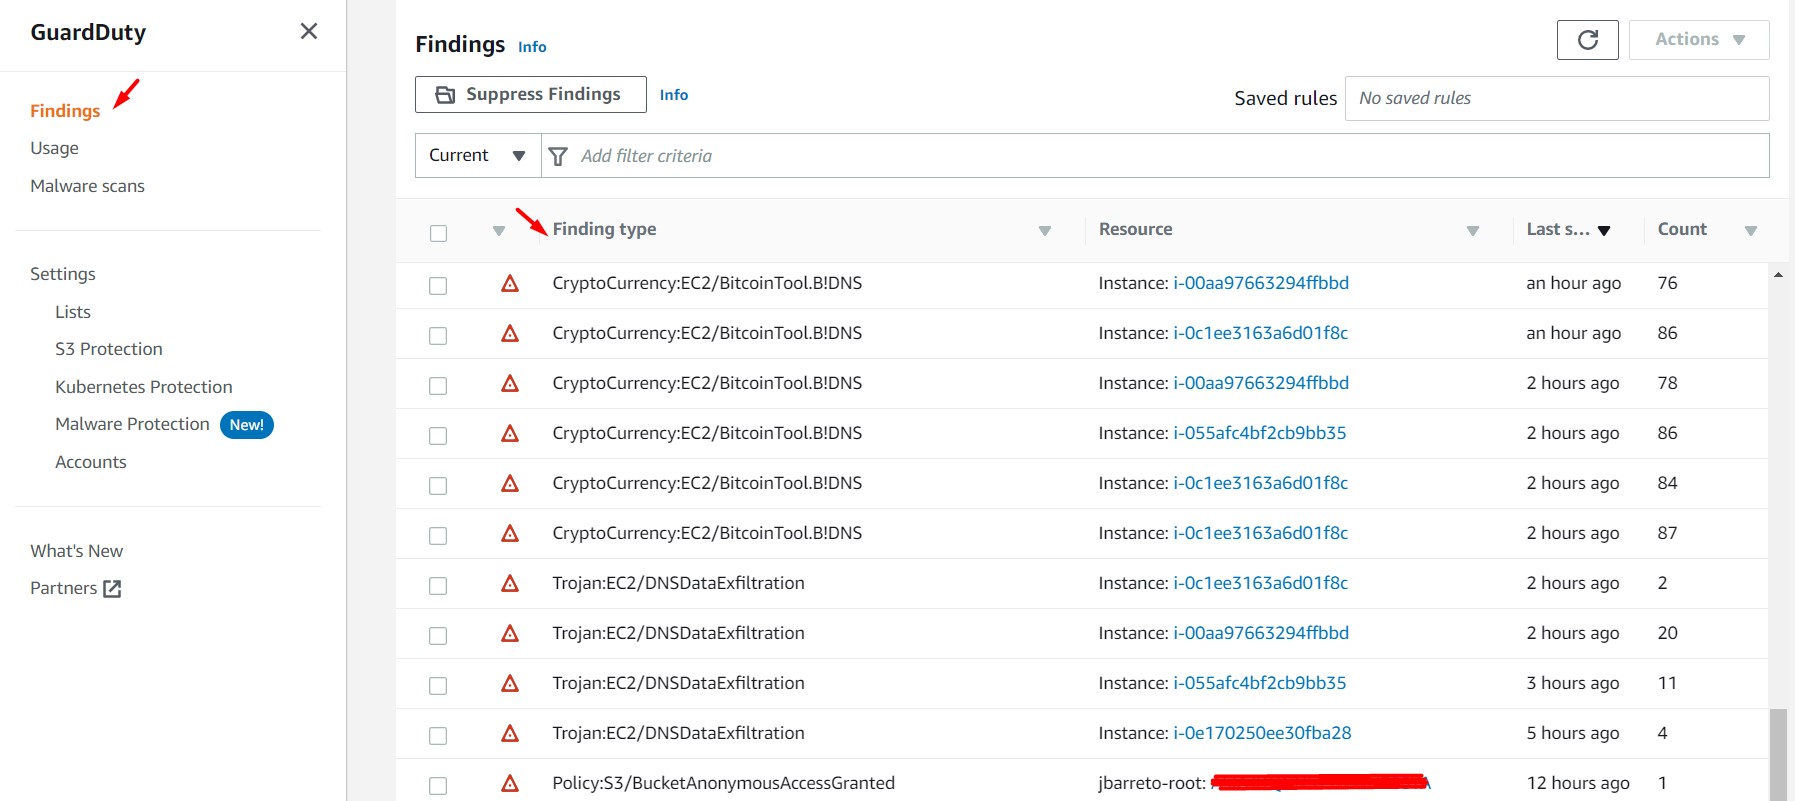 GuardDuty
Findings
Usage
Malware scans
Settings
Lists
S3 Protection
Kubernetes Protection
Malware Protection New!
Accounts
What's New
Partners
Findings Info
Actions
Suppress Findings Info
Saved rules No saved rules
Current Add filter criteria
Finding type Resource Last s... Count
CryptoCurrency:EC2/BitcoinTool.B!DNS Instance: i-00aa97663294ffbbd an hour ago 76
CryptoCurrency:EC2/BitcoinTool.B!DNS Instance: i-0c1ee3163a6d01f8c an hour ago 86
CryptoCurrency:EC2/BitcoinTool.B!DNS Instance: i-00aa97663294ffbbd 2 hours ago 78
CryptoCurrency:EC2/BitcoinTool.B!DNS Instance: i-055afc4bf2cb9bb35 2 hours ago 86
CryptoCurrency:EC2/BitcoinTool.B!DNS Instance: i-0c1ee3163a6d01f8c 2 hours ago 84
CryptoCurrency:EC2/BitcoinTool.B!DNS Instance: i-0c1ee3163a6d01f8c 2 hours ago 87
Trojan:EC2/DNSDataExfiltration Instance: i-0c1ee3163a6d01f8c 2 hours ago 2
Trojan:EC2/DNSDataExfiltration Instance: i-00aa97663294ffbbd 2 hours ago 20
Trojan:EC2/DNSDataExfiltration Instance: i-055afc4bf2cb9bb35 3 hours ago 11
Trojan:EC2/DNSDataExfiltration Instance: i-0e170250ee30fba28 5 hours ago 4
Policy:S3/BucketAnonymousAccessGranted jbarreto-root: 12 hours ago 1